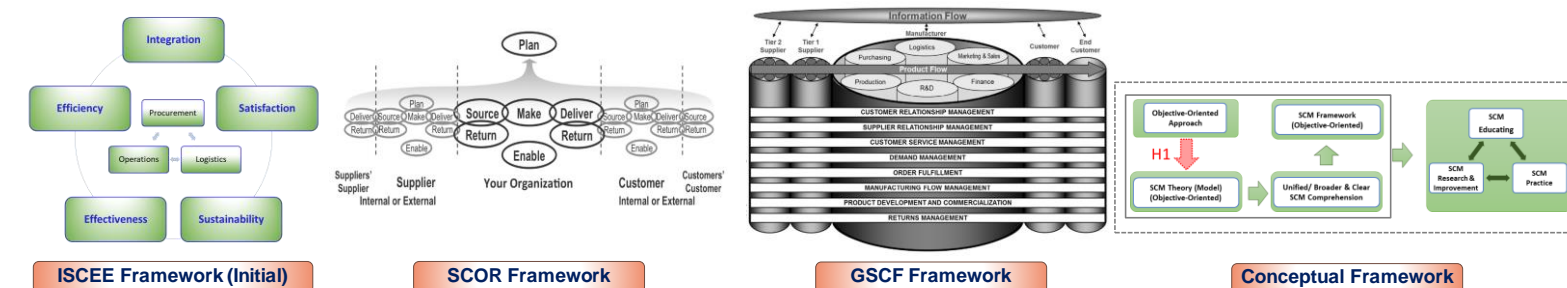 Integration
Efficiency
Satisfaction
Procurement
Operations
Logistics
Effectiveness
Sustainability
ISCEE Framework (Initial)
Plan
Plan
Deliver Source Make Deliver
Return Return Return
Enable
Source Make Deliver
Return Return
Enable
Plan
Source Make Deliver Source
Return Return Return
Enable
Suppliers'
Supplier
Supplier
Internal or External
Your Organization
Customer
Internal or External
Customers'
Customer
SCOR Framework
Information Flow
Tier 2
Supplier
Tier 1
Supplier
Manufacturer
Customer
End
Customer
Logistics
Purchasing
Marketing & Sales
Product Flow
Production
Finance
R&D
CUSTOMER RELATIONSHIP MANAGEMENT
SUPPLIER RELATIONSHIP MANAGEMENT
CUSTOMER SERVICE MANAGEMENT
DEMAND MANAGEMENT
ORDER FULFILLMENT
MANUFACTURING FLOW MANAGEMENT
PRODUCT DEVELOPMENT AND COMMERCIALIZATION
RETURNS MANAGEMENT
GSCF Framework
Objective-Oriented
Approach
SCM Framework
(Objective-Oriented)
H1
SCM Theory (Model)
(Objective-Oriented)
Unified/ Broader & Clear
SCM Comprehension
SCM
Educating
SCM
Research &
Improvement
SCM
Practice
Conceptual Framework